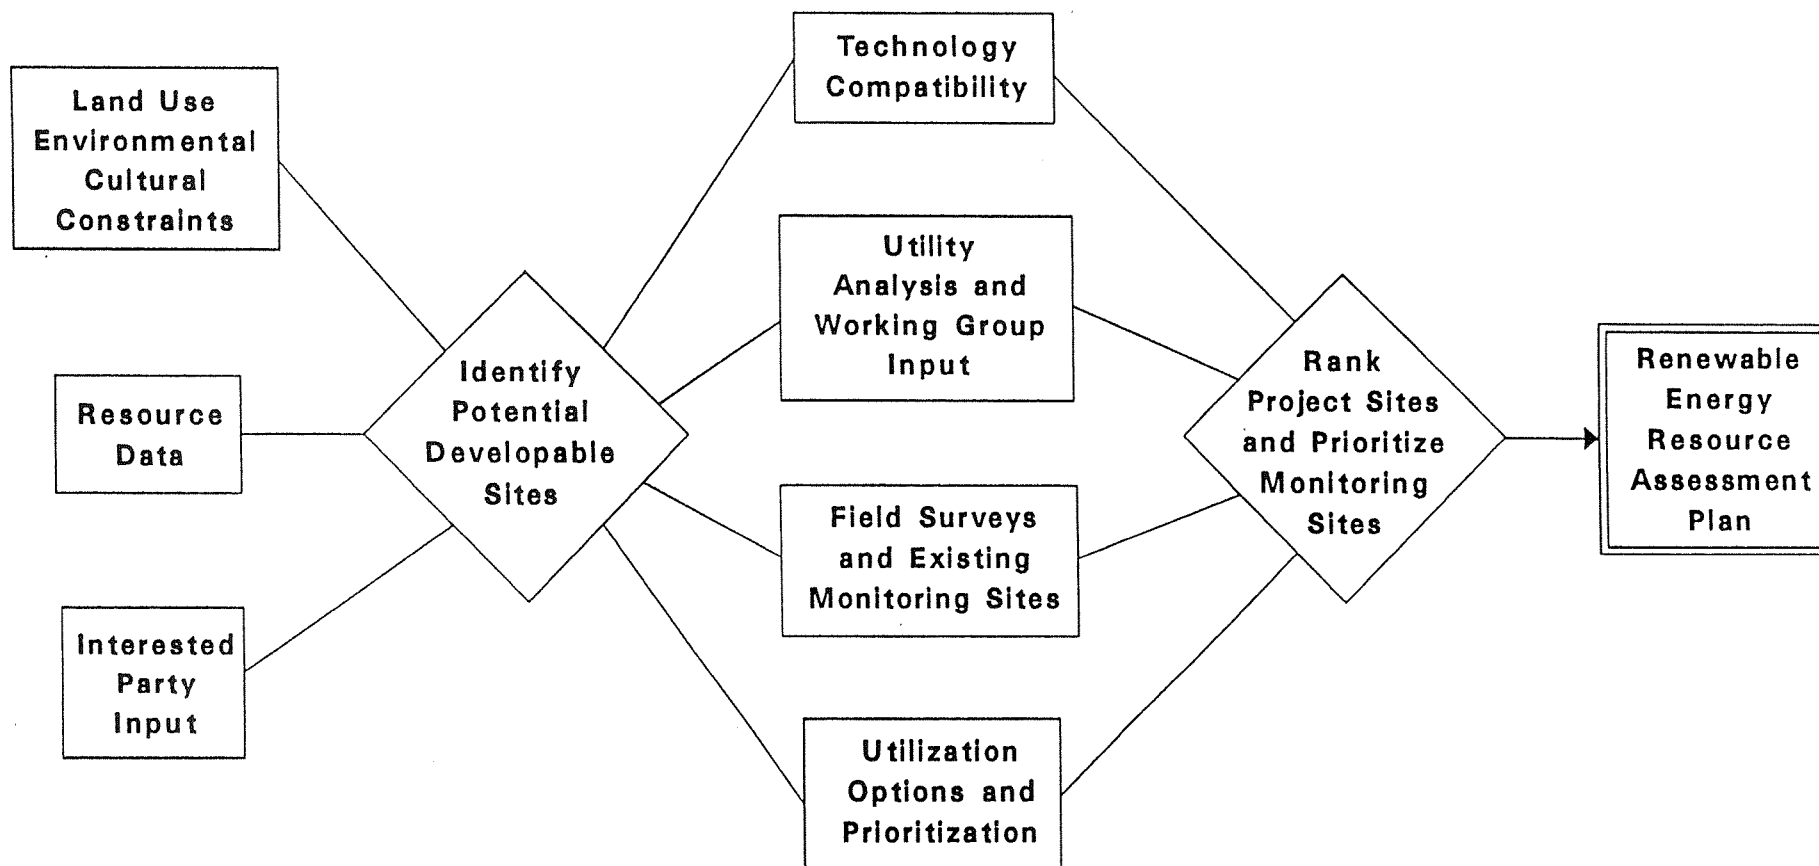 Land Use
Environmental
Cultural
Constraints
Resource
Data
Interested
Party
Input
Identify
Potential
Developable
Sites
Technology
Compatibility
Utility
Analysis and
Working Group
Input
Field Surveys
and Existing
Monitoring Sites
Utilization
Options and
Prioritization
Rank
Project Sites
and Prioritize
Monitoring
Sites
Renewable
Energy
Resource
Assessment
Plan